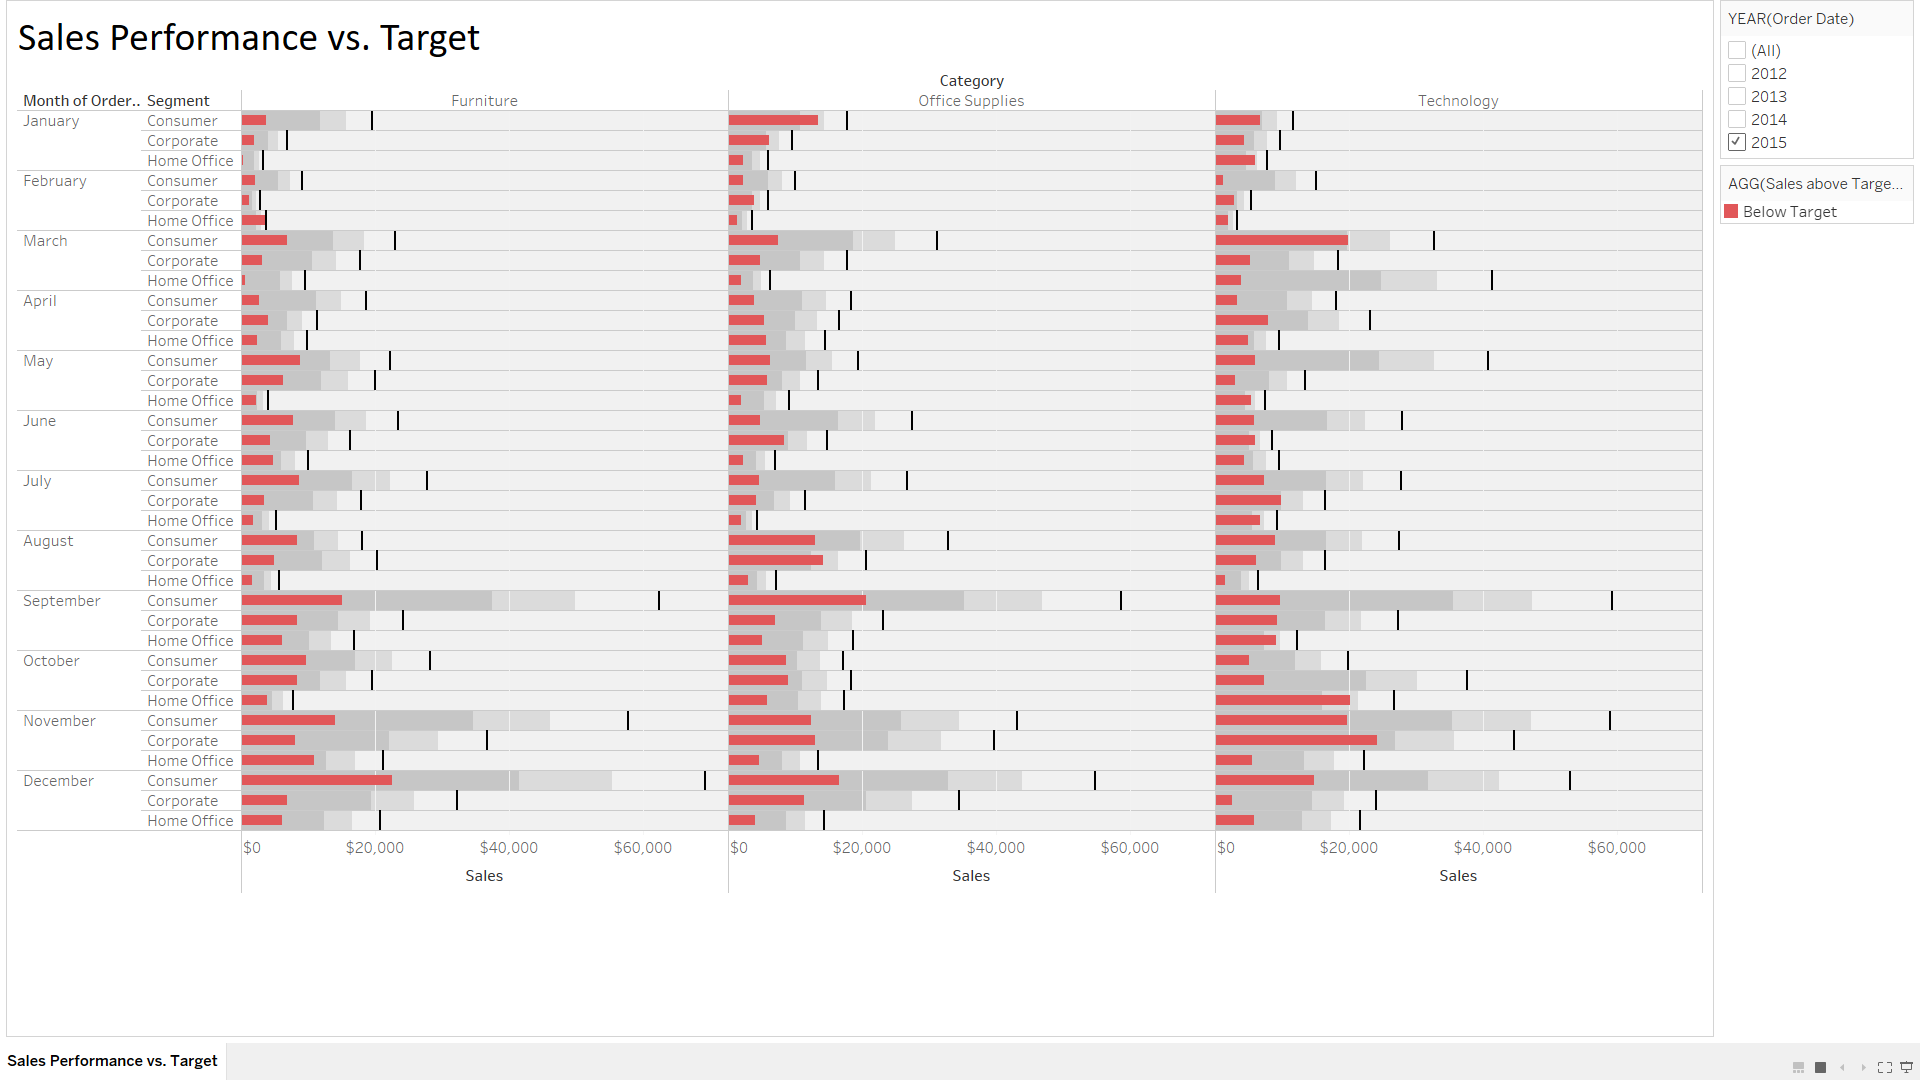 Sales Performance vs. Target
Category
Month of Order.. Segment Furniture Office Supplies Technology
January Consumer
Corporate
Home Office
February Consumer
Corporate
Home Office
March Consumer
Corporate
Home Office
April Consumer
Corporate
Home Office
May Consumer
Corporate
Home Office
June Consumer
Corporate
Home Office
July Consumer
Corporate
Home Office
August Consumer
Corporate
Home Office
September Consumer
Corporate
Home Office
October Consumer
Corporate
Home Office
November Consumer
Corporate
Home Office
December Consumer
Corporate
Home Office
$0 $20,000 $40,000 $60,000 $0 $20,000 $40,000 $60,000 $0 $20,000 $40,000 $60,000
Sales Sales Sales
YEAR(Order Date)
(All)
2012
2013
2014
2015
AGG(Sales above Targe...
Below Target
Sales Performance vs. Target